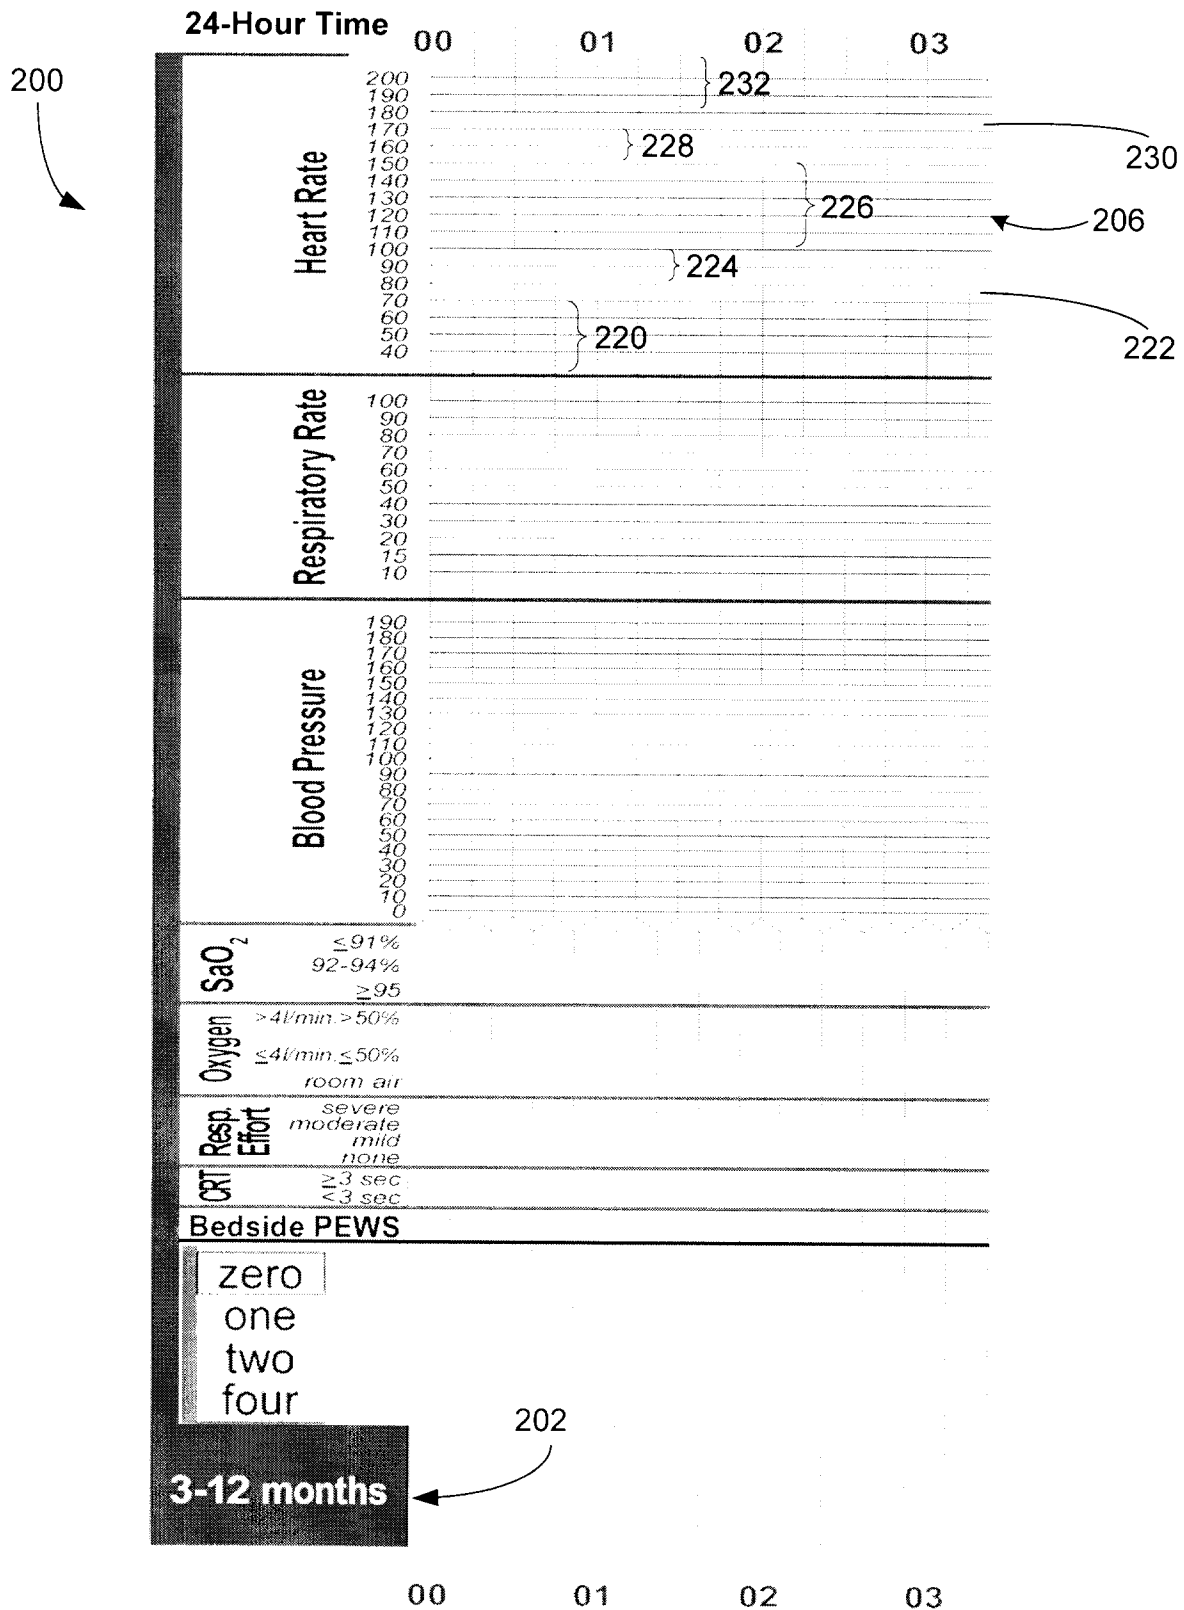 24-Hour Time
00 01 02 03
200
Heart Rate
200
190
180
170
160
150
140
130
120
110
100
90
80
70
60
50
40
232
228
230
226
206
224
220
222
Respiratory Rate
100
90
80
70
60
50
40
30
20
15
10
Blood Pressure
190
180
170
160
150
140
130
120
110
100
90
80
70
60
50
40
30
20
10
0
SaO2
≤91%
92-94%
≥95
Oxygen
>4l/min.>50%
≤4l/min.≤50%
room air
Resp.
Effort
severe
moderate
mild
none
CRT
≥3 sec
<3 sec
Bedside PEWS
zero
one
two
four
202
3-12 months
00 01 02 03